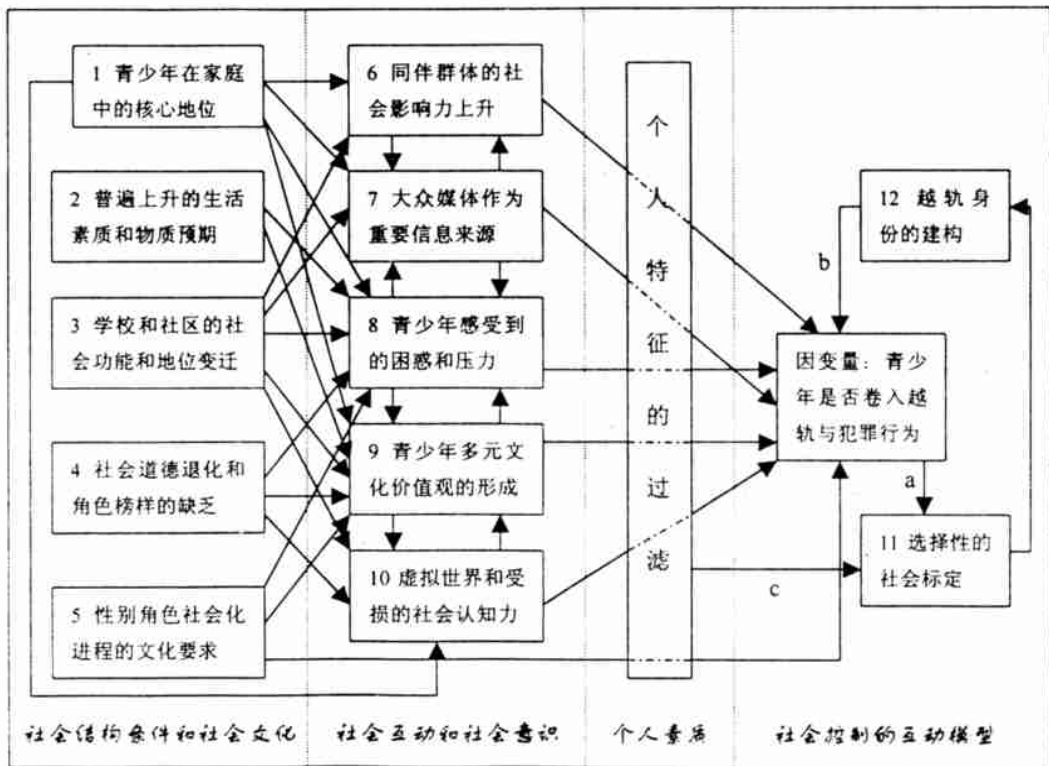 1 青少年在家庭
中的核心地位
2 普遍上升的生活
素质和物质预期
3 学校和社区的社
会功能和地位变迁
4 社会道德退化和
角色榜样的缺乏
5 性别角色社会化
进程的文化要求
社会结构条件和社会文化
6 同伴群体的社
会影响力上升
7 大众媒体作为
重要信息来源
8 青少年感受到
的困惑和压力
9 青少年多元文
化价值观的形成
10 虚拟世界和受
损的社会认知力
社会互动和社会意识
个
人
特
征
的
过
滤
个人素质
12 越轨身
份的建构
b
因变量：青少
年是否卷入越
轨与犯罪行为
a
11 选择性的
社会标定
c
社会控制的互动模型